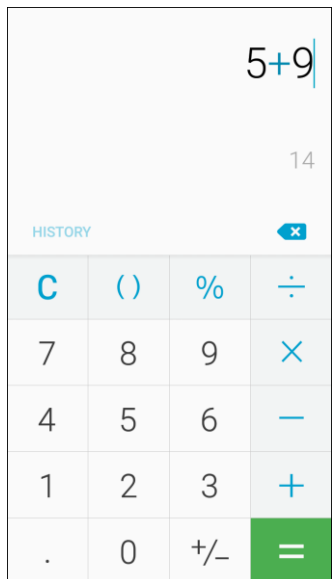 5+9
14
HISTORY
C () % ÷
7 8 9 ×
4 5 6 −
1 2 3 +
. 0 +/− =